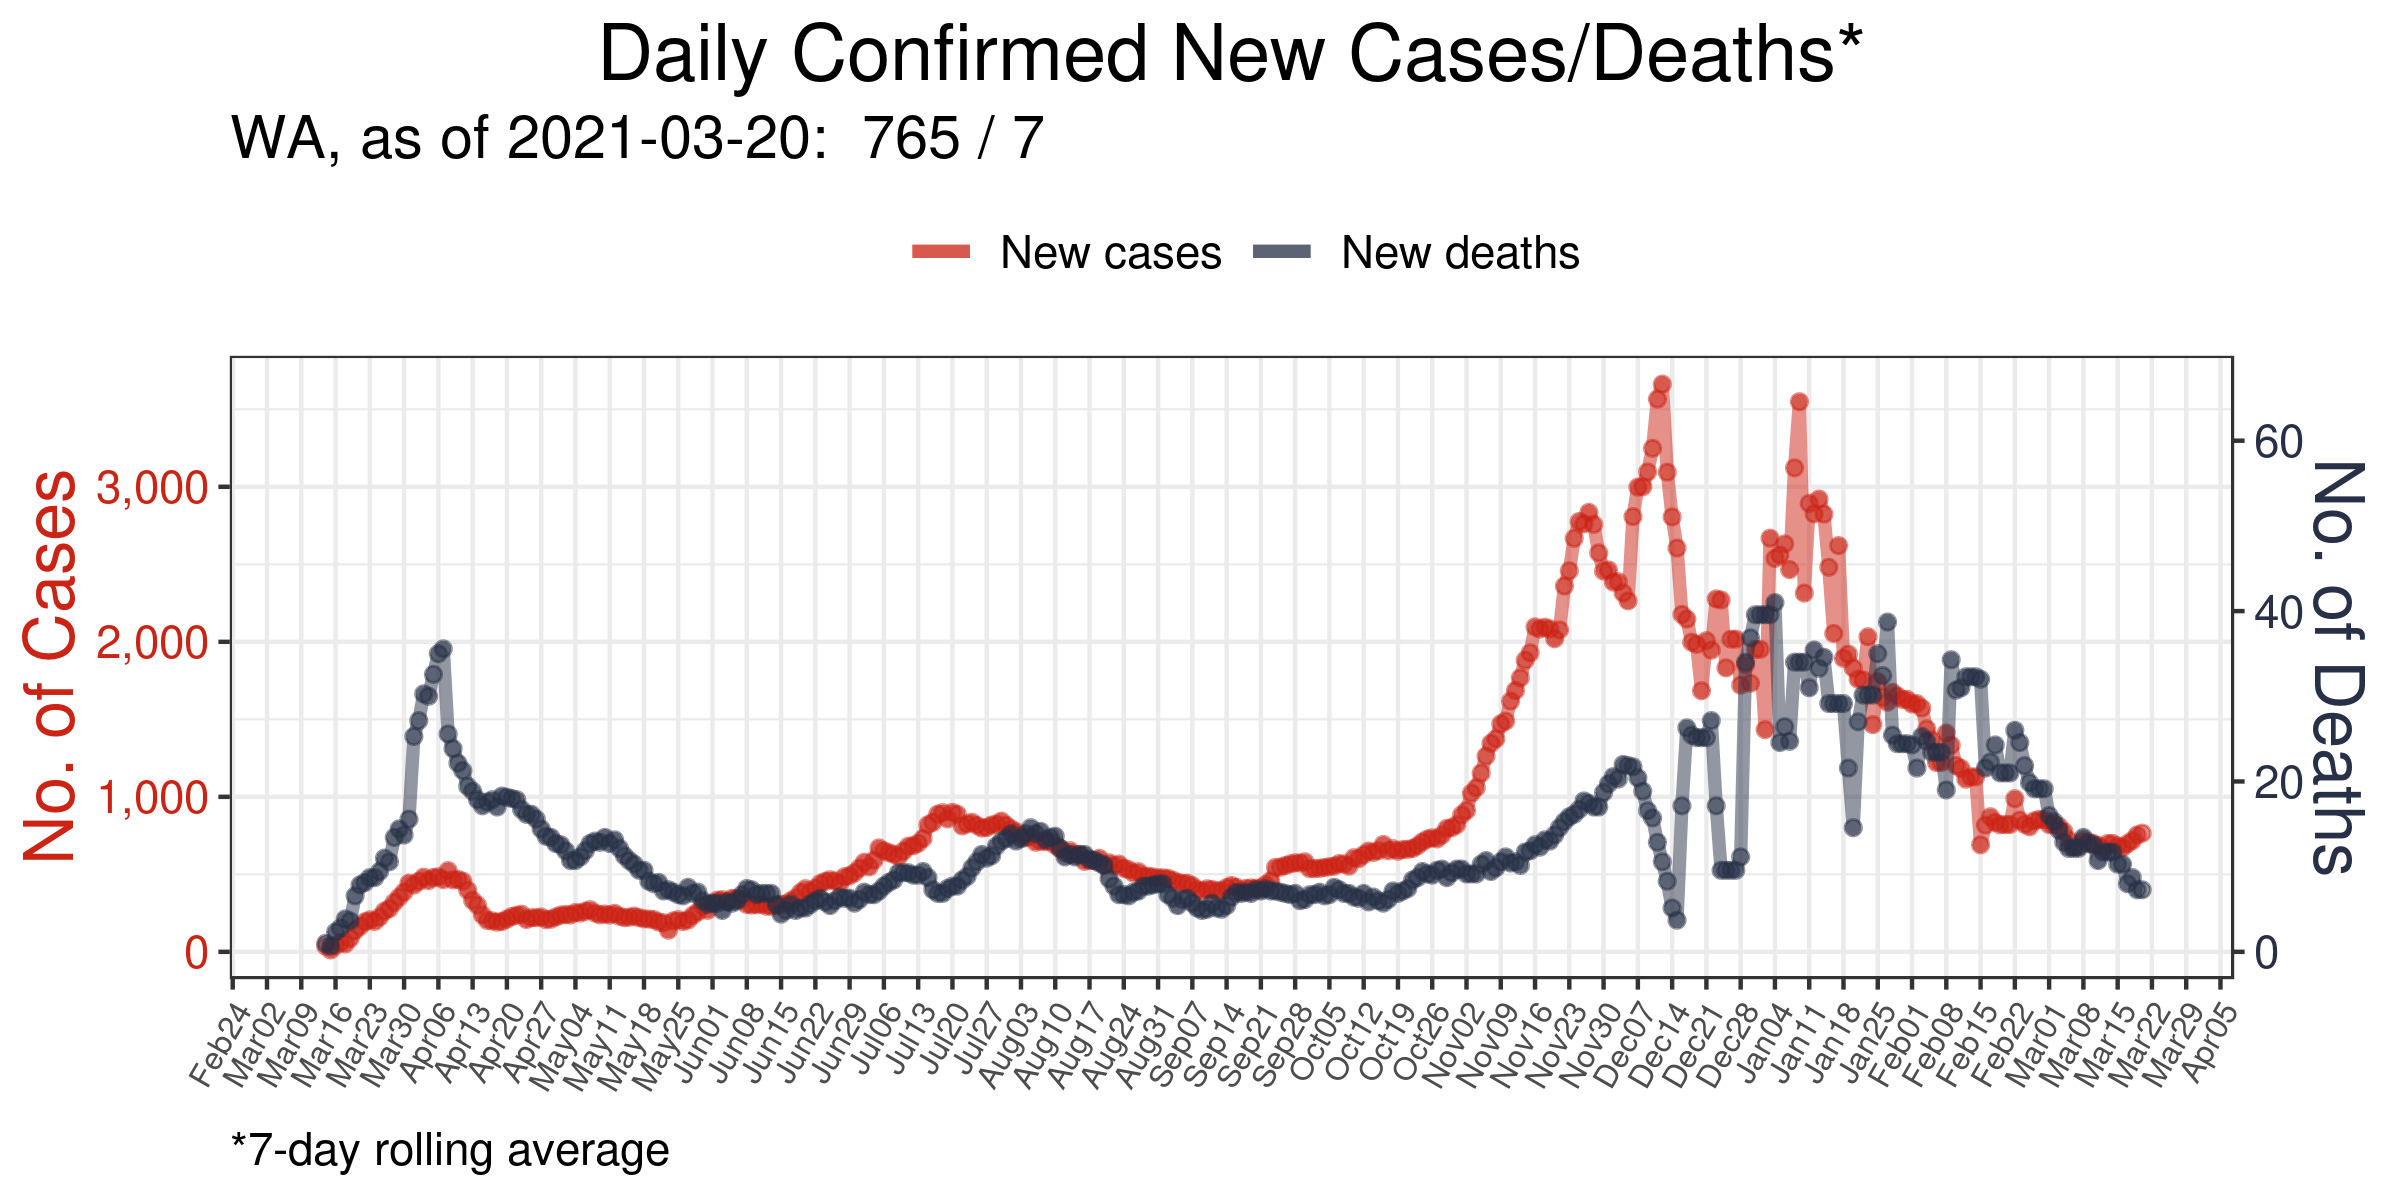 Daily Confirmed New Cases/Deaths*
WA, as of 2021-03-20:  765 / 7
New cases
New deaths
No. of Cases
3,000
2,000
1,000
0
No. of Deaths
60
40
20
0
Feb24
Mar02
Mar09
Mar16
Mar23
Mar30
Apr06
Apr13
Apr20
Apr27
May04
May11
May18
May25
Jun01
Jun08
Jun15
Jun22
Jun29
Jul06
Jul13
Jul20
Jul27
Aug03
Aug10
Aug17
Aug24
Aug31
Sep07
Sep14
Sep21
Sep28
Oct05
Oct12
Oct19
Oct26
Nov02
Nov09
Nov16
Nov23
Nov30
Dec07
Dec14
Dec21
Dec28
Jan04
Jan11
Jan18
Jan25
Feb01
Feb08
Feb15
Feb22
Mar01
Mar08
Mar15
Mar22
Mar29
Apr05
*7-day rolling average